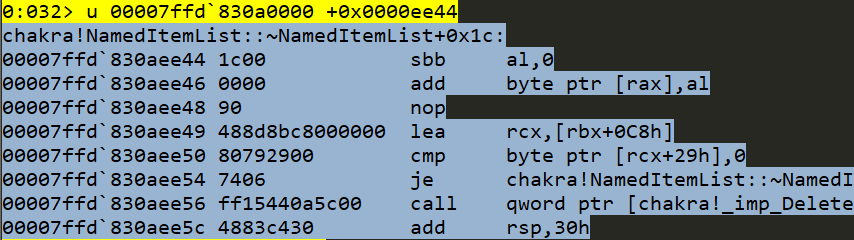 0:032> u 00007ffd`830a0000 +0x0000ee44
chakra!NamedItemList::~NamedItemList+0x1c:
00007ffd`830aee44 1c00 sbb al,0
00007ffd`830aee46 0000 add byte ptr [rax],al
00007ffd`830aee48 90 nop
00007ffd`830aee49 488d8bc8000000 lea rcx,[rbx+0C8h]
00007ffd`830aee50 80792900 cmp byte ptr [rcx+29h],0
00007ffd`830aee54 7406 je chakra!NamedItemList::~NamedI
00007ffd`830aee56 ff15440a5c00 call qword ptr [chakra!_imp_Delete
00007ffd`830aee5c 4883c430 add rsp,30h